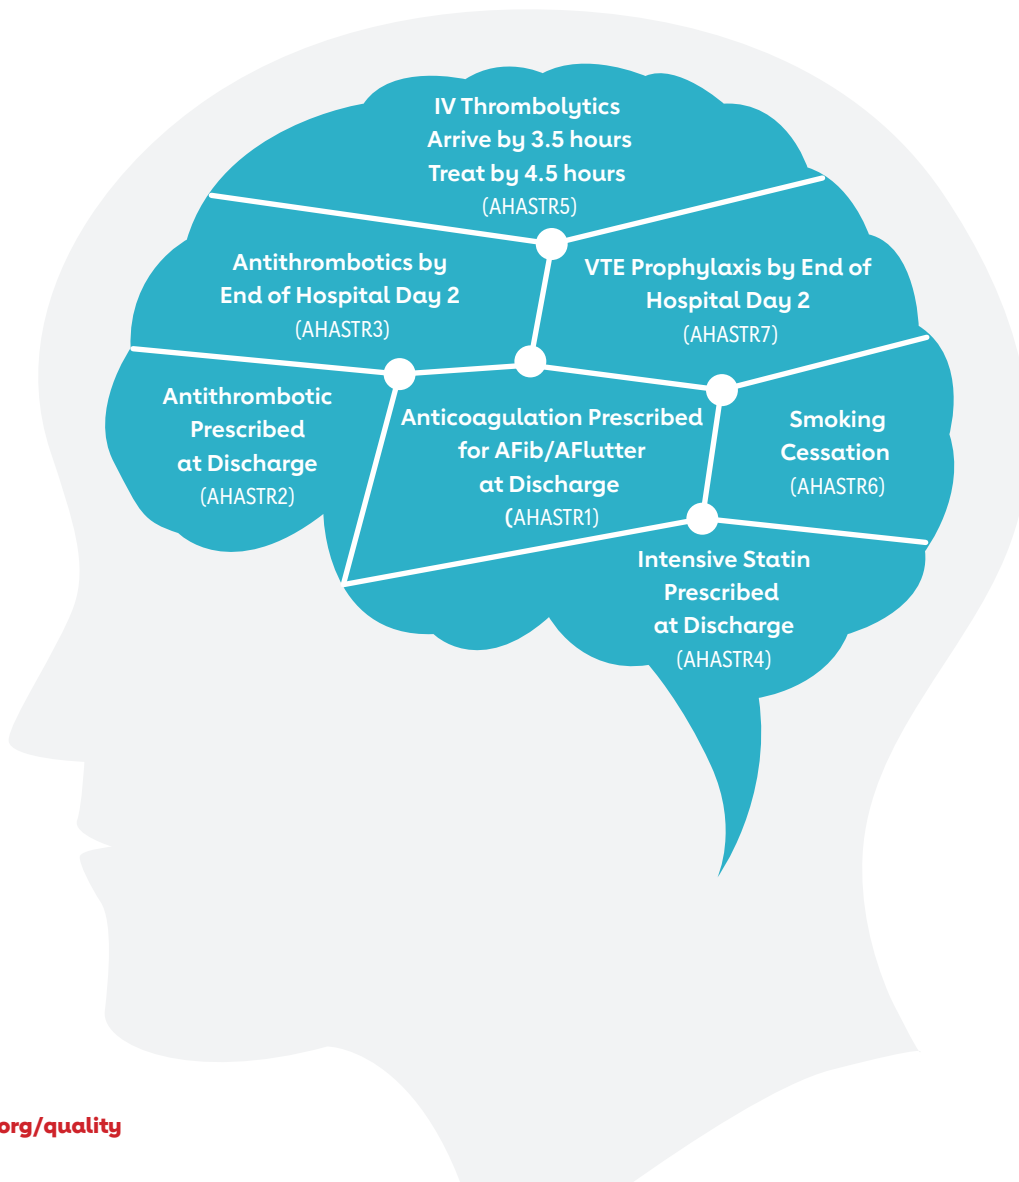 IV Thrombolytics
Arrive by 3.5 hours
Treat by 4.5 hours
(AHASTR5)
Antithrombotics by
End of Hospital Day 2
(AHASTR3)
VTE Prophylaxis by End of
Hospital Day 2
(AHASTR7)
Antithrombotic
Prescribed
at Discharge
(AHASTR2)
Anticoagulation Prescribed
for AFib/AFlutter
at Discharge
(AHASTR1)
Smoking
Cessation
(AHASTR6)
Intensive Statin
Prescribed
at Discharge
(AHASTR4)
org/quality